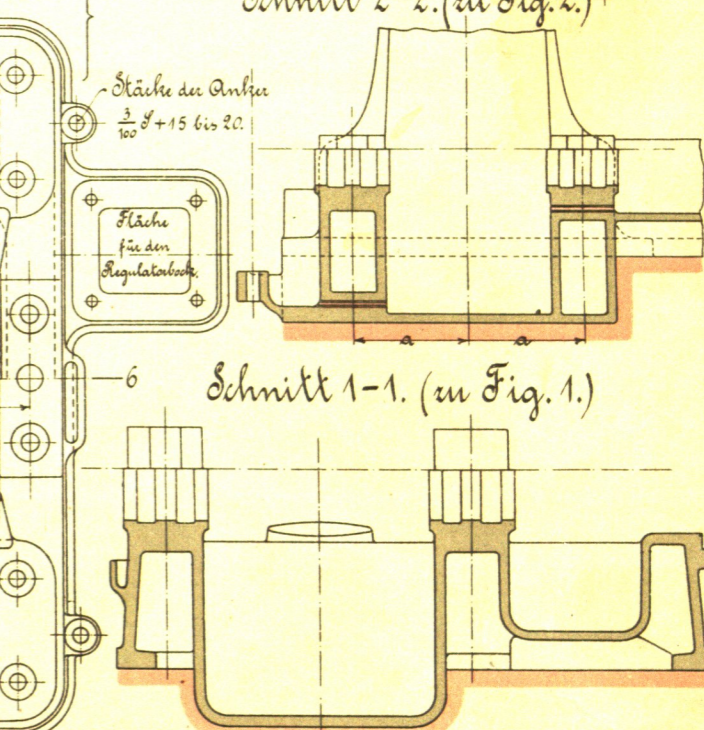 Schnitt 2-2. (zu Fig. 2.)
Stärke der Anker
3/100 S + 15 bis 20.
Fläche
für den
Regulatorbock.
a a
6
Schnitt 1-1. (zu Fig. 1.)